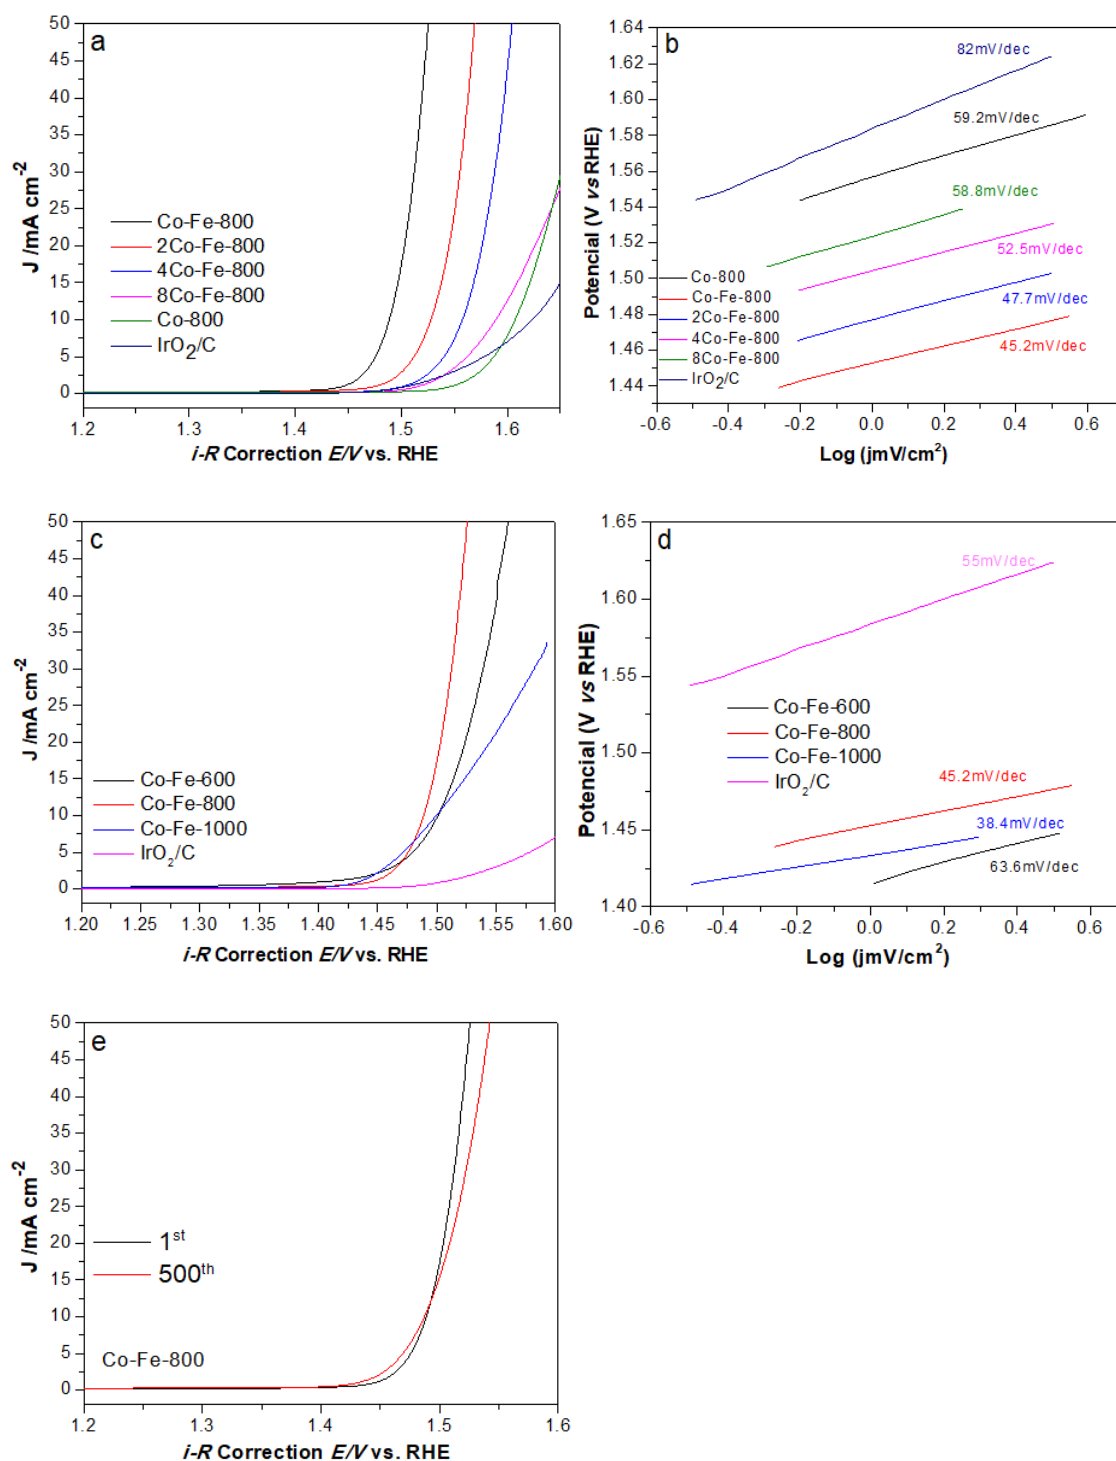 a
50
45
40
35
30
25
20
15
10
5
0
J /mA cm-2
Co-Fe-800
2Co-Fe-800
4Co-Fe-800
8Co-Fe-800
Co-800
IrO2/C
1.2 1.3 1.4 1.5 1.6
i-R Correction E/V vs. RHE
b
1.64
1.62
1.60
1.58
1.56
1.54
1.52
1.50
1.48
1.46
1.44
Potencial (V vs RHE)
82mV/dec
59.2mV/dec
58.8mV/dec
52.5mV/dec
47.7mV/dec
45.2mV/dec
Co-800
Co-Fe-800
2Co-Fe-800
4Co-Fe-800
8Co-Fe-800
IrO2/C
-0.6 -0.4 -0.2 0.0 0.2 0.4 0.6
Log (jmV/cm2)
c
50
45
40
35
30
25
20
15
10
5
0
J /mA cm-2
Co-Fe-600
Co-Fe-800
Co-Fe-1000
IrO2/C
1.20 1.25 1.30 1.35 1.40 1.45 1.50 1.55 1.60
i-R Correction E/V vs. RHE
d
1.65
1.60
1.55
1.50
1.45
1.40
Potencial (V vs RHE)
55mV/dec
Co-Fe-600
Co-Fe-800
Co-Fe-1000
IrO2/C
45.2mV/dec
38.4mV/dec
63.6mV/dec
-0.6 -0.4 -0.2 0.0 0.2 0.4 0.6
Log (jmV/cm2)
e
50
45
40
35
30
25
20
15
10
5
0
J /mA cm-2
1st
500th
Co-Fe-800
1.2 1.3 1.4 1.5 1.6
i-R Correction E/V vs. RHE